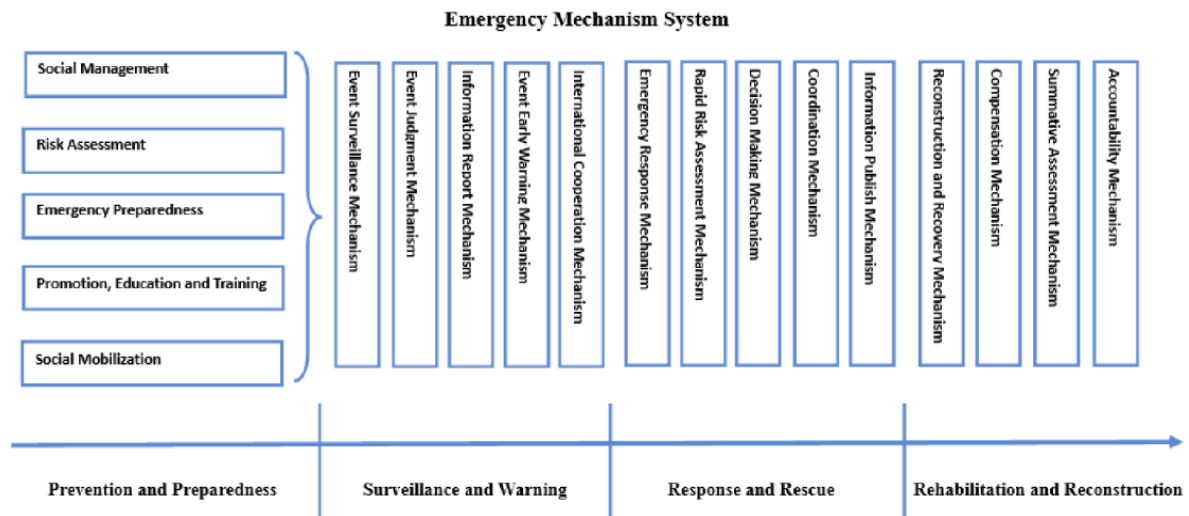 Emergency Mechanism System
Social Management
Risk Assessment
Emergency Preparedness
Promotion, Education and Training
Social Mobilization
Event Surveillance Mechanism
Event Judgment Mechanism
Information Report Mechanism
Event Early Warning Mechanism
International Cooperation Mechanism
Emergency Response Mechanism
Rapid Risk Assessment Mechanism
Decision Making Mechanism
Coordination Mechanism
Information Publish Mechanism
Reconstruction and Recovery Mechanism
Compensation Mechanism
Summative Assessment Mechanism
Accountability Mechanism
Prevention and Preparedness
Surveillance and Warning
Response and Rescue
Rehabilitation and Reconstruction